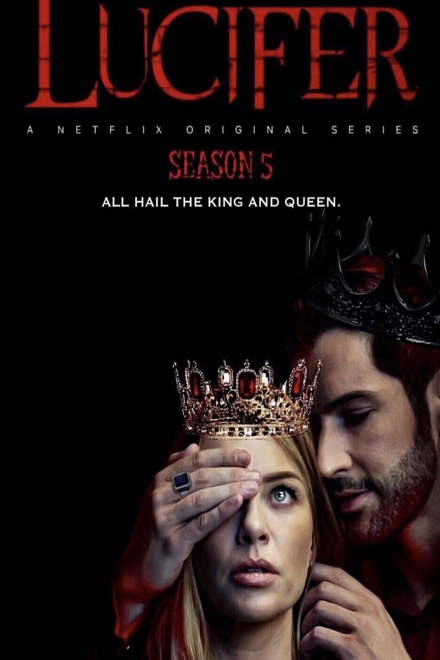 LUCIFER
A NETFLIX ORIGINAL SERIES
SEASON 5
ALL HAIL THE KING AND QUEEN.